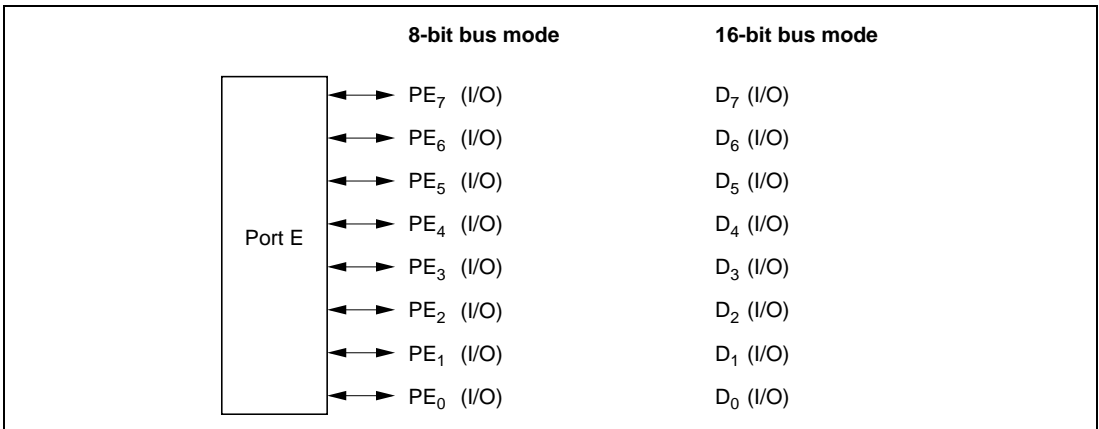 8-bit bus mode 16-bit bus mode
PE7 (I/O) D7 (I/O)
PE6 (I/O) D6 (I/O)
PE5 (I/O) D5 (I/O)
Port E PE4 (I/O) D4 (I/O)
PE3 (I/O) D3 (I/O)
PE2 (I/O) D2 (I/O)
PE1 (I/O) D1 (I/O)
PE0 (I/O) D0 (I/O)